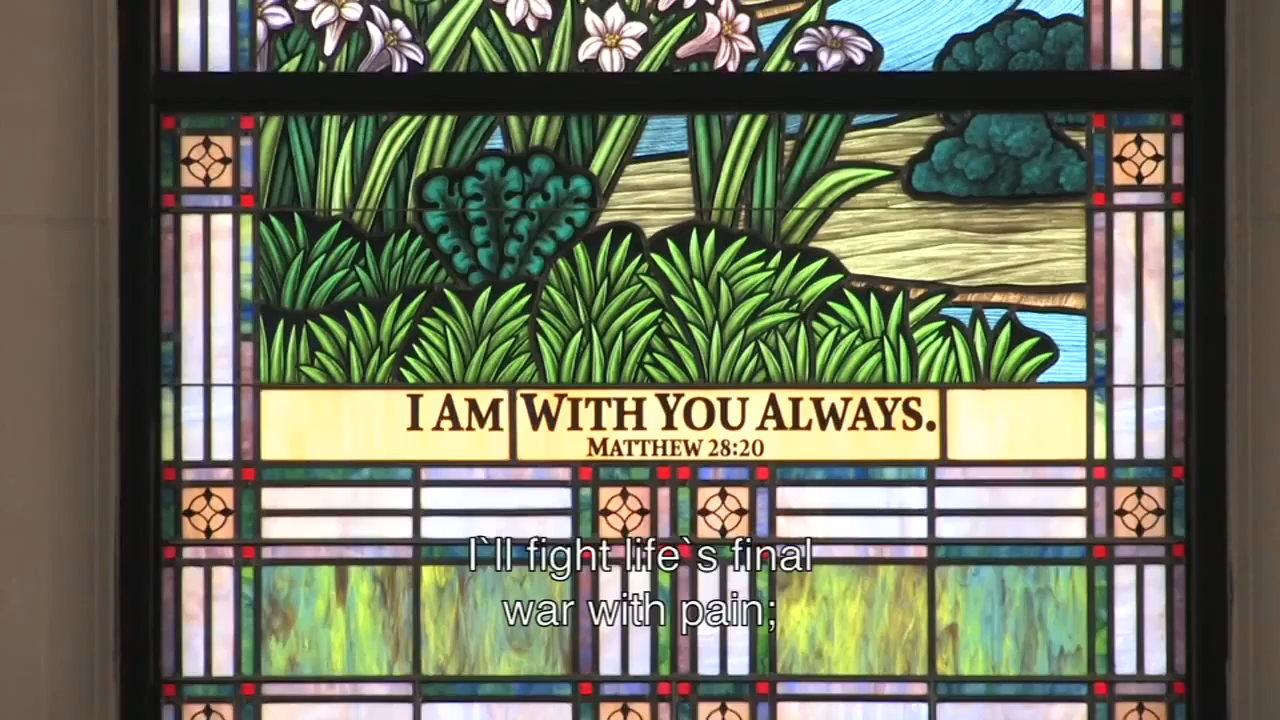 I AM WITH YOU ALWAYS.
MATTHEW 28:20
I`ll fight life`s final
war with pain;